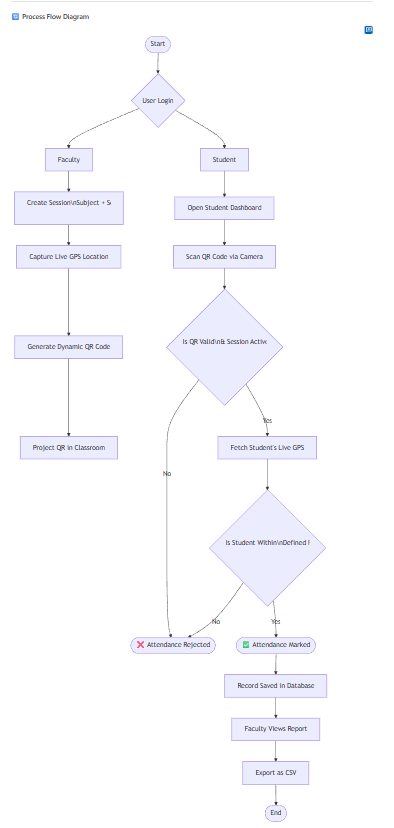 Process Flow Diagram
Start
User Login
Faculty
Student
Create Session\nSubject + S
Open Student Dashboard
Capture Live GPS Location
Scan QR Code via Camera
Is QR Valid\n& Session Activ
Generate Dynamic QR Code
Yes
Project QR in Classroom
Fetch Student's Live GPS
No
Is Student Within\nDefined
No
Yes
❌ Attendance Rejected
✅ Attendance Marked
Record Saved in Database
Faculty Views Report
Export as CSV
End